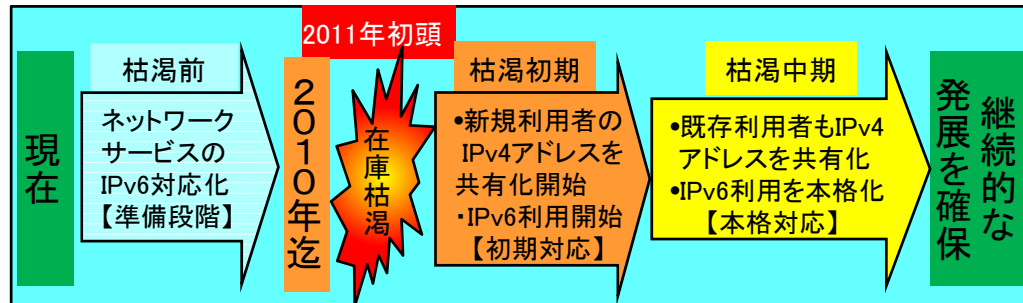 2011年初頭
現在
枯渇前
ネットワーク
サービスの
IPv6対応化
【準備段階】
2010年迄
在庫枯渇
枯渇初期
•新規利用者の
IPv4アドレスを
共有化開始
・IPv6利用開始
【初期対応】
枯渇中期
•既存利用者もIPv4
アドレスを共有化
•IPv6利用を本格化
【本格対応】
継続的な
発展を確保